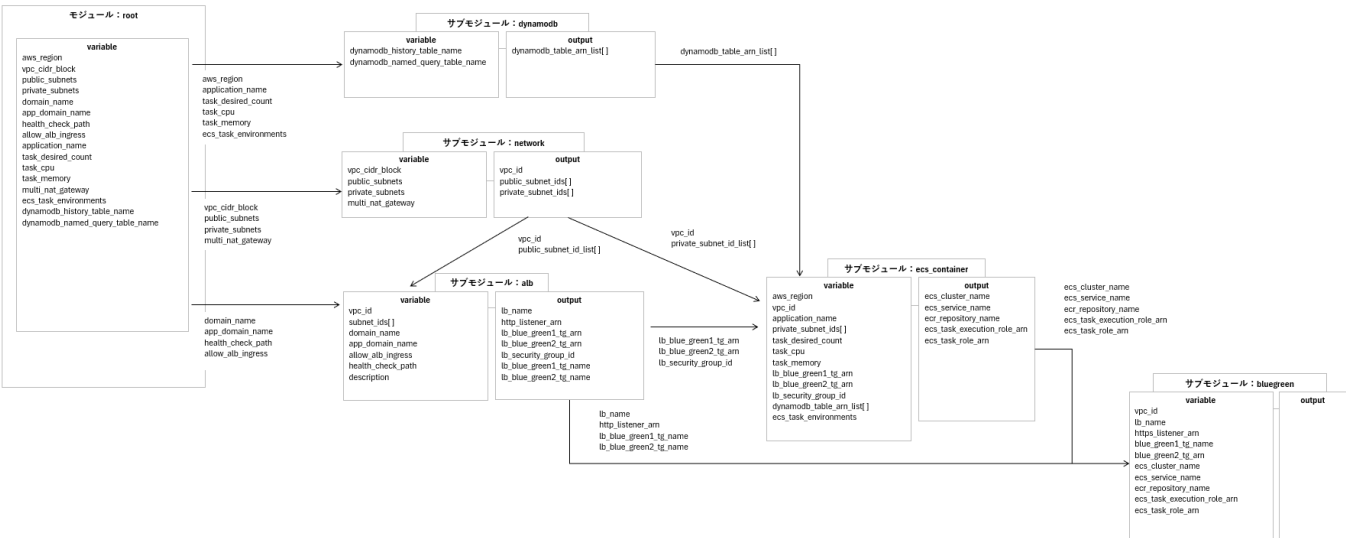 モジュール：root
variable
aws_region
vpc_cidr_block
public_subnets
private_subnets
domain_name
app_domain_name
health_check_path
allow_alb_ingress
application_name
task_desired_count
task_cpu
task_memory
multi_nat_gateway
ecs_task_environments
dynamodb_history_table_name
dynamodb_named_query_table_name
aws_region
application_name
task_desired_count
task_cpu
task_memory
ecs_task_environments
vpc_cidr_block
public_subnets
private_subnets
multi_nat_gateway
domain_name
app_domain_name
health_check_path
allow_alb_ingress
サブモジュール：dynamodb
variable
dynamodb_history_table_name
dynamodb_named_query_table_name
output
dynamodb_table_arn_list[ ]
dynamodb_table_arn_list[ ]
サブモジュール：network
variable
vpc_cidr_block
public_subnets
private_subnets
multi_nat_gateway
output
vpc_id
public_subnet_ids[ ]
private_subnet_ids[ ]
vpc_id
public_subnet_id_list[ ]
vpc_id
private_subnet_id_list[ ]
サブモジュール：alb
variable
vpc_id
subnet_ids[ ]
domain_name
app_domain_name
allow_alb_ingress
health_check_path
description
output
lb_name
http_listener_arn
lb_blue_green1_tg_arn
lb_blue_green2_tg_arn
lb_security_group_id
lb_blue_green1_tg_name
lb_blue_green2_tg_name
lb_blue_green1_tg_arn
lb_blue_green2_tg_arn
lb_security_group_id
lb_name
http_listener_arn
lb_blue_green1_tg_name
lb_blue_green2_tg_name
サブモジュール：ecs_container
variable
aws_region
vpc_id
application_name
private_subnet_ids[ ]
task_desired_count
task_cpu
task_memory
lb_blue_green1_tg_arn
lb_blue_green2_tg_arn
lb_security_group_id
dynamodb_table_arn_list[ ]
ecs_task_environments
output
ecs_cluster_name
ecs_service_name
ecr_repository_name
ecs_task_execution_role_arn
ecs_task_role_arn
ecs_cluster_name
ecs_service_name
ecr_repository_name
ecs_task_execution_role_arn
ecs_task_role_arn
サブモジュール：bluegreen
variable
vpc_id
lb_name
https_listener_arn
blue_green1_tg_name
blue_green2_tg_arn
ecs_cluster_name
ecs_service_name
ecr_repository_name
ecs_task_execution_role_arn
ecs_task_role_arn
output